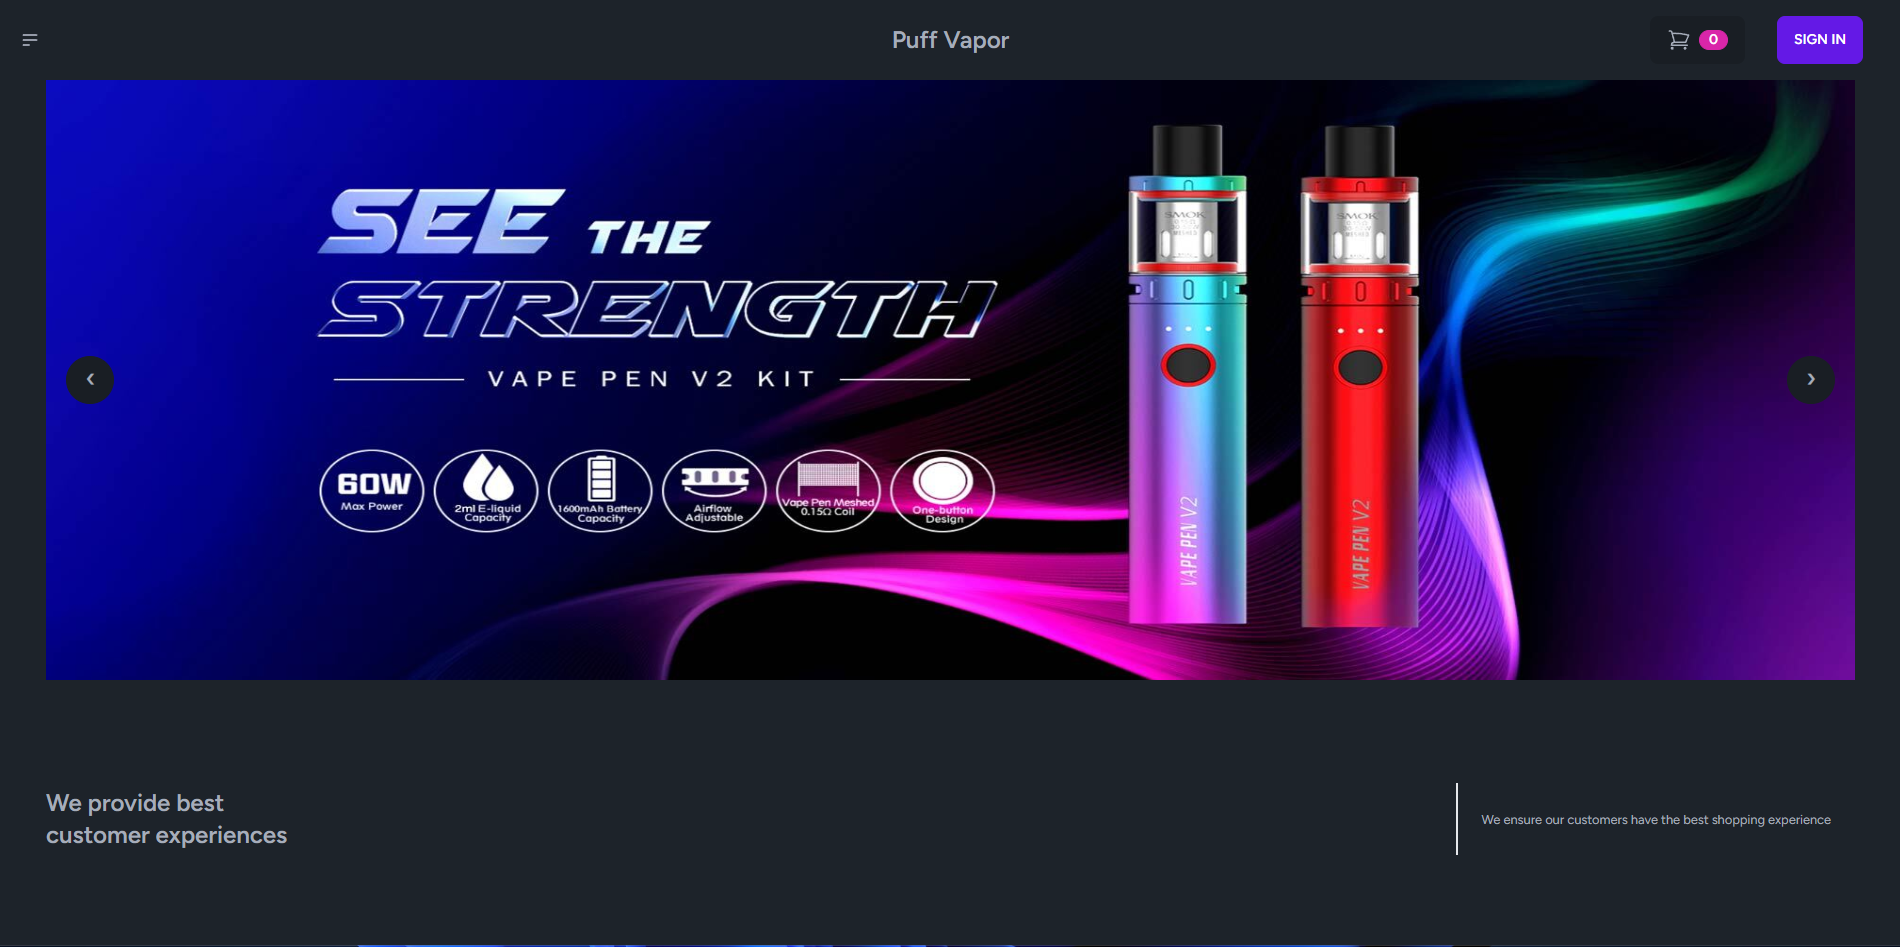 Puff Vapor
0
SIGN IN
SEE THE
STRENGTH
VAPE PEN V2 KIT
60W
Max Power
2ml E-liquid
Capacity
1600mAh Battery
Capacity
Airflow
Adjustable
Vape Pen Meshed
0.15Ω Coil
One-button
Design
SMOK
VAPE PEN V2
SMOK
VAPE PEN V2
We provide best
customer experiences
We ensure our customers have the best shopping experience